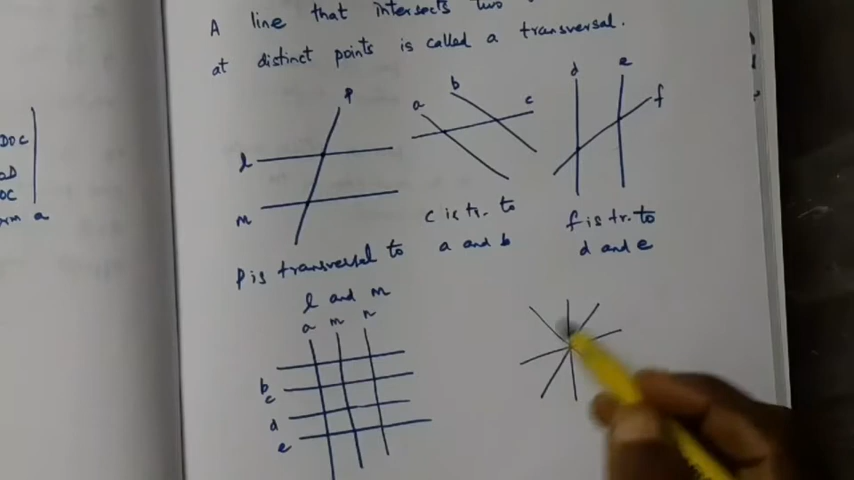 A line that intersects two
at distinct points is called a transversal.
p
l
m
a
b
c
d
e
f
P is transversal to
l and m
c is tr. to
a and b
f is tr. to
d and e
a m n
b
c
d
e
DOC
a